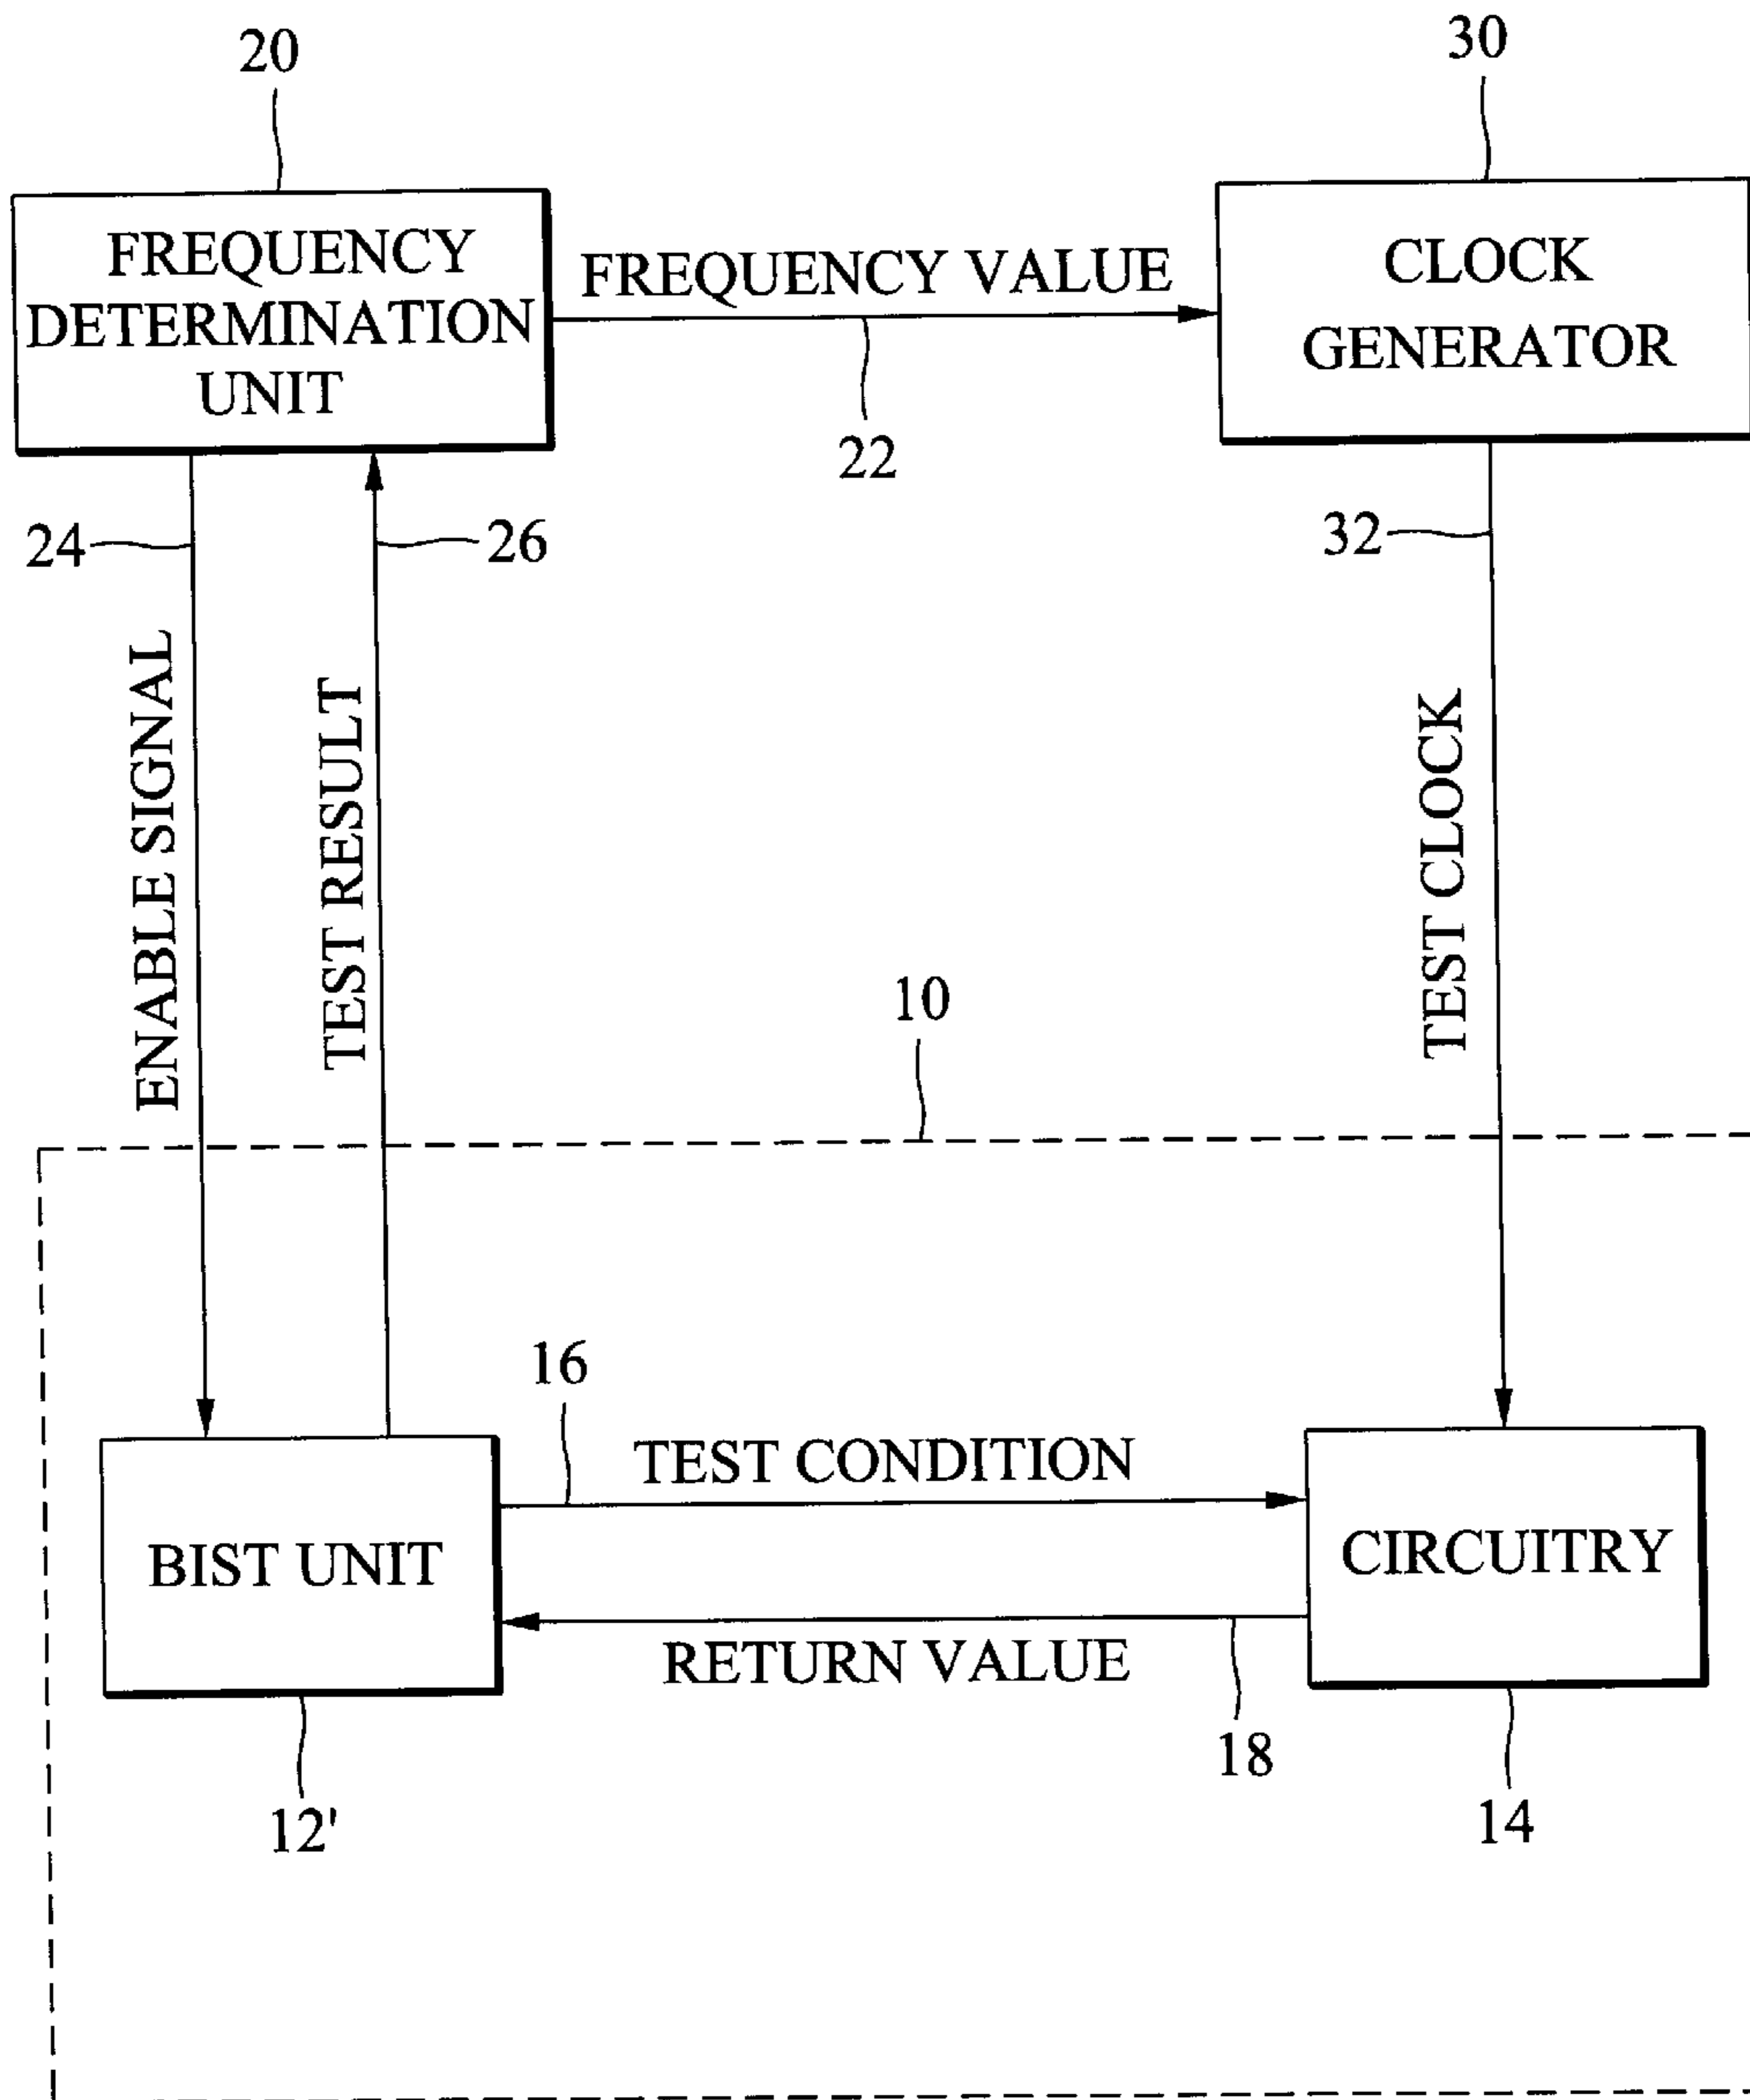 20
30
FREQUENCY
DETERMINATION
UNIT
FREQUENCY VALUE
CLOCK
GENERATOR
22
24
26
32
ENABLE SIGNAL
TEST RESULT
TEST CLOCK
10
16
TEST CONDITION
BIST UNIT
CIRCUITRY
RETURN VALUE
18
12'
14